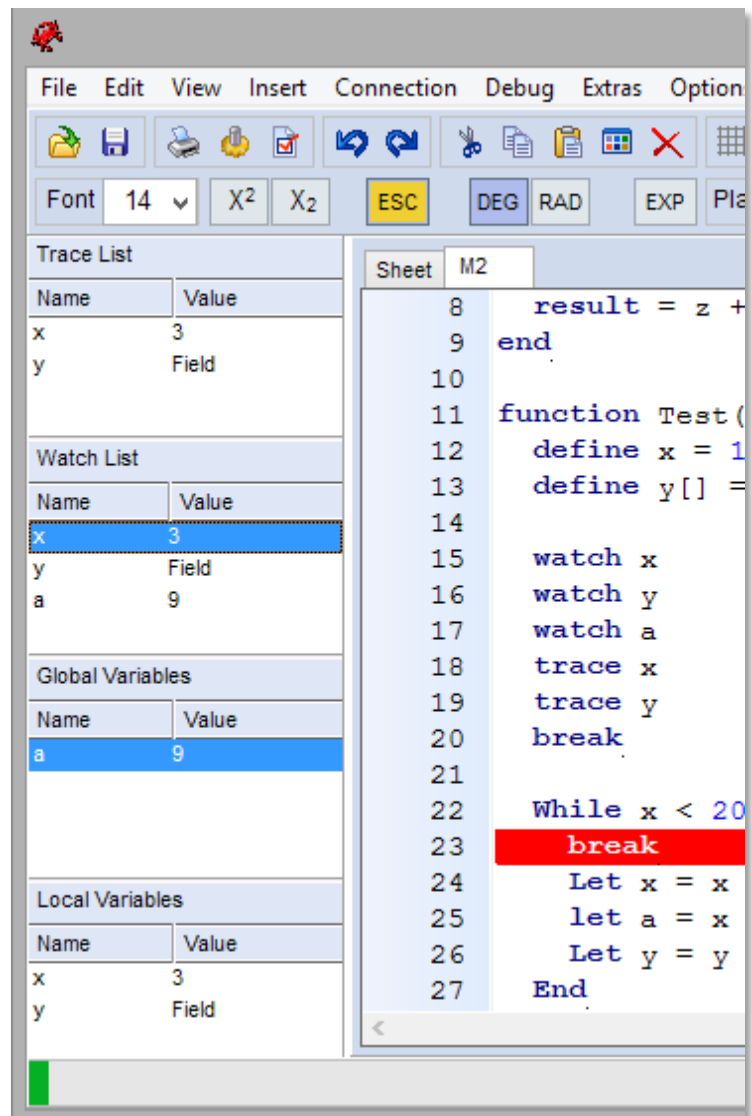 File Edit View Insert Connection Debug Extras Option
Font 14 X² X₂ ESC DEG RAD EXP Pla
Trace List
Name Value
x 3
y Field
Watch List
Name Value
x 3
y Field
a 9
Global Variables
Name Value
a 9
Local Variables
Name Value
x 3
y Field
Sheet M2
8 result = z +
9 end
10
11 function Test(
12 define x = 1
13 define y[] =
14
15 watch x
16 watch y
17 watch a
18 trace x
19 trace y
20 break
21
22 While x < 20
23 break
24 Let x = x
25 let a = x
26 Let y = y
27 End